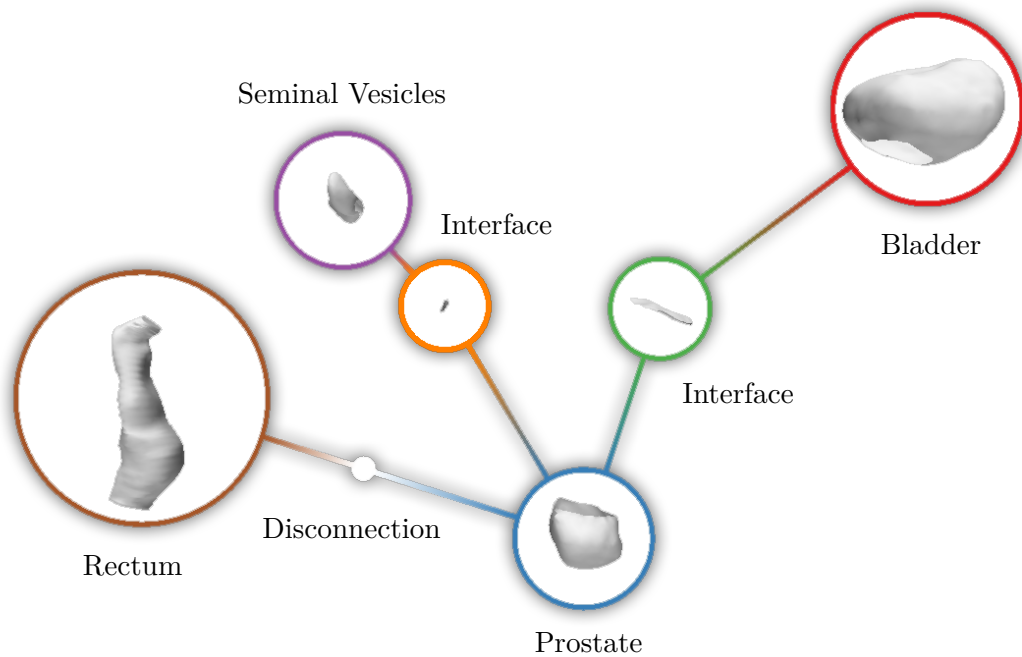 Seminal Vesicles
Interface
Bladder
Interface
Disconnection
Rectum
Prostate